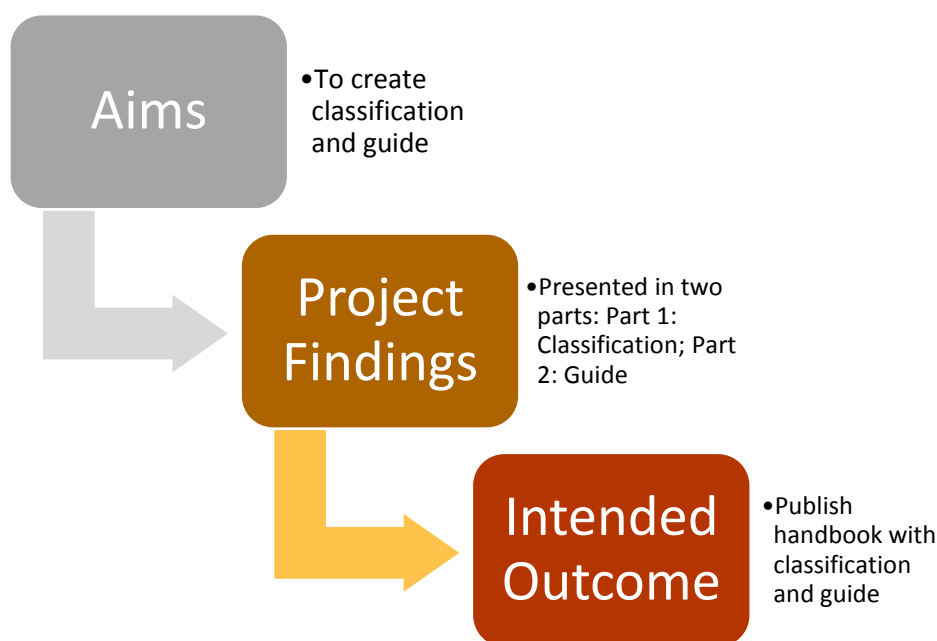 Aims
•To create
classification
and guide
Project
Findings
•Presented in two
parts: Part 1:
Classification; Part
2: Guide
Intended
Outcome
•Publish
handbook with
classification
and guide